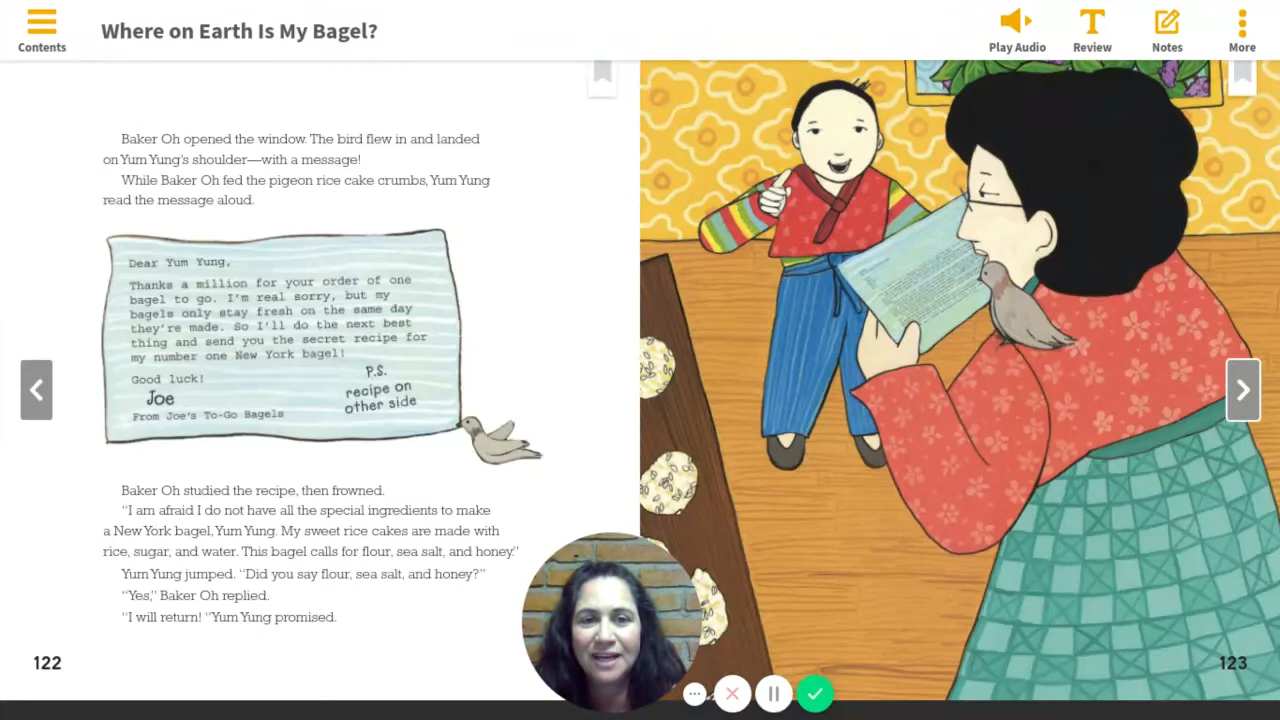 Contents
Where on Earth Is My Bagel?
Play Audio
Review
Notes
More
Baker Oh opened the window. The bird flew in and landed
on Yum Yung's shoulder—with a message!
While Baker Oh fed the pigeon rice cake crumbs, Yum Yung
read the message aloud.
Dear Yum Yung,
Thanks a million for your order of one
bagel to go. I'm real sorry, but my
bagels only stay fresh on the same day
they're made. So I'll do the next best
thing and send you the secret recipe for
my number one New York bagel!
Good luck!
Joe
From Joe's To-Go Bagels
P.S.
recipe on
other side
Baker Oh studied the recipe, then frowned.
"I am afraid I do not have all the special ingredients to make
a New York bagel, Yum Yung. My sweet rice cakes are made with
rice, sugar, and water. This bagel calls for flour, sea salt, and honey."
Yum Yung jumped. "Did you say flour, sea salt, and honey?"
"Yes," Baker Oh replied.
"I will return! "Yum Yung promised.
122
123